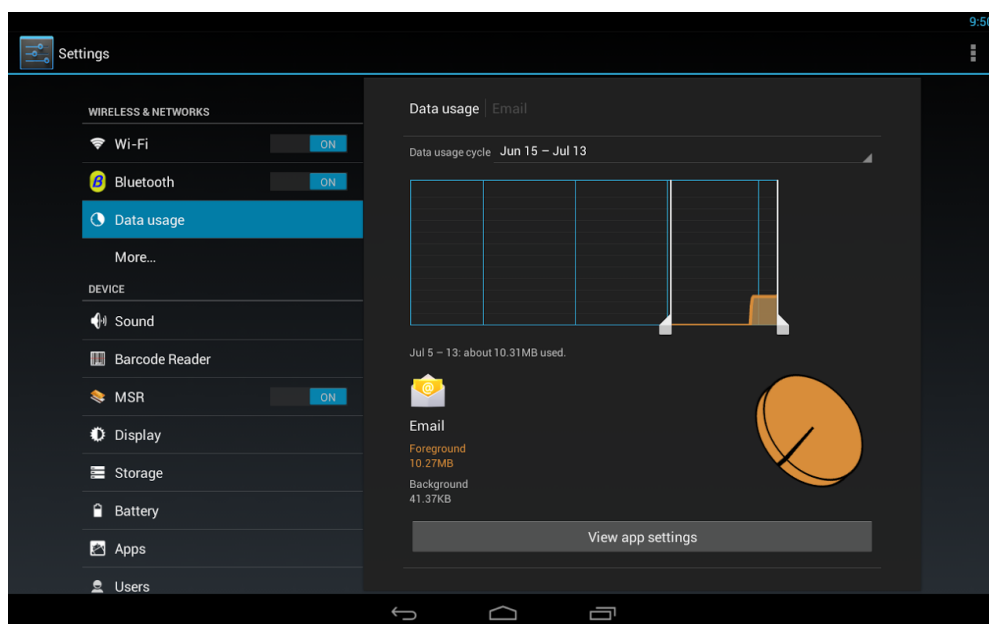 9:50
Settings
WIRELESS & NETWORKS
Wi-Fi ON
Bluetooth ON
Data usage
More...
DEVICE
Sound
Barcode Reader
MSR ON
Display
Storage
Battery
Apps
Users
Data usage Email
Data usage cycle Jun 15 – Jul 13
Jul 5 – 13: about 10.31MB used.
Email
Foreground
10.27MB
Background
41.37KB
View app settings